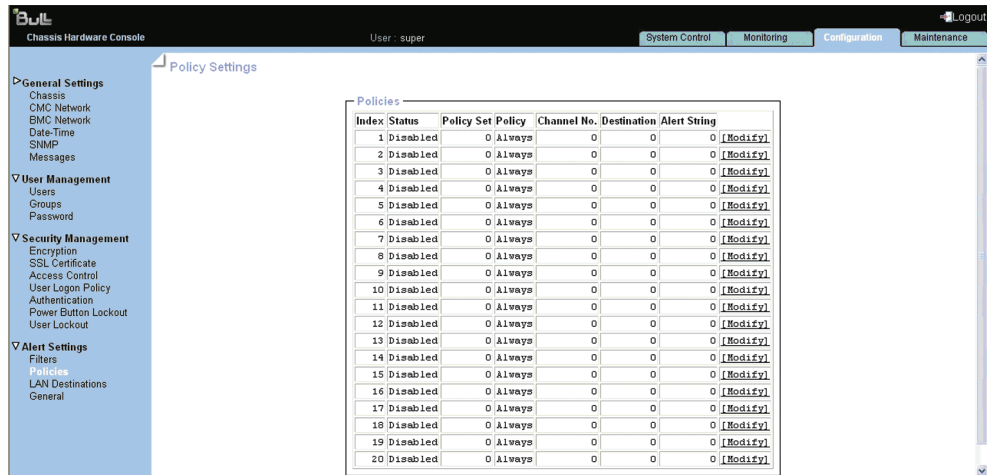 Bull
Logout
Chassis Hardware Console
User : super
System Control
Monitoring
Configuration
Maintenance
General Settings
Chassis
CMC Network
BMC Network
Date-Time
SNMP
Messages
User Management
Users
Groups
Password
Security Management
Encryption
SSL Certificate
Access Control
User Logon Policy
Authentication
Power Button Lockout
User Lockout
Alert Settings
Filters
Policies
LAN Destinations
General
Policy Settings
Policies
Index Status Policy Set Policy Channel No. Destination Alert String
1 Disabled 0 Always 0 0 0 [Modify]
2 Disabled 0 Always 0 0 0 [Modify]
3 Disabled 0 Always 0 0 0 [Modify]
4 Disabled 0 Always 0 0 0 [Modify]
5 Disabled 0 Always 0 0 0 [Modify]
6 Disabled 0 Always 0 0 0 [Modify]
7 Disabled 0 Always 0 0 0 [Modify]
8 Disabled 0 Always 0 0 0 [Modify]
9 Disabled 0 Always 0 0 0 [Modify]
10 Disabled 0 Always 0 0 0 [Modify]
11 Disabled 0 Always 0 0 0 [Modify]
12 Disabled 0 Always 0 0 0 [Modify]
13 Disabled 0 Always 0 0 0 [Modify]
14 Disabled 0 Always 0 0 0 [Modify]
15 Disabled 0 Always 0 0 0 [Modify]
16 Disabled 0 Always 0 0 0 [Modify]
17 Disabled 0 Always 0 0 0 [Modify]
18 Disabled 0 Always 0 0 0 [Modify]
19 Disabled 0 Always 0 0 0 [Modify]
20 Disabled 0 Always 0 0 0 [Modify]